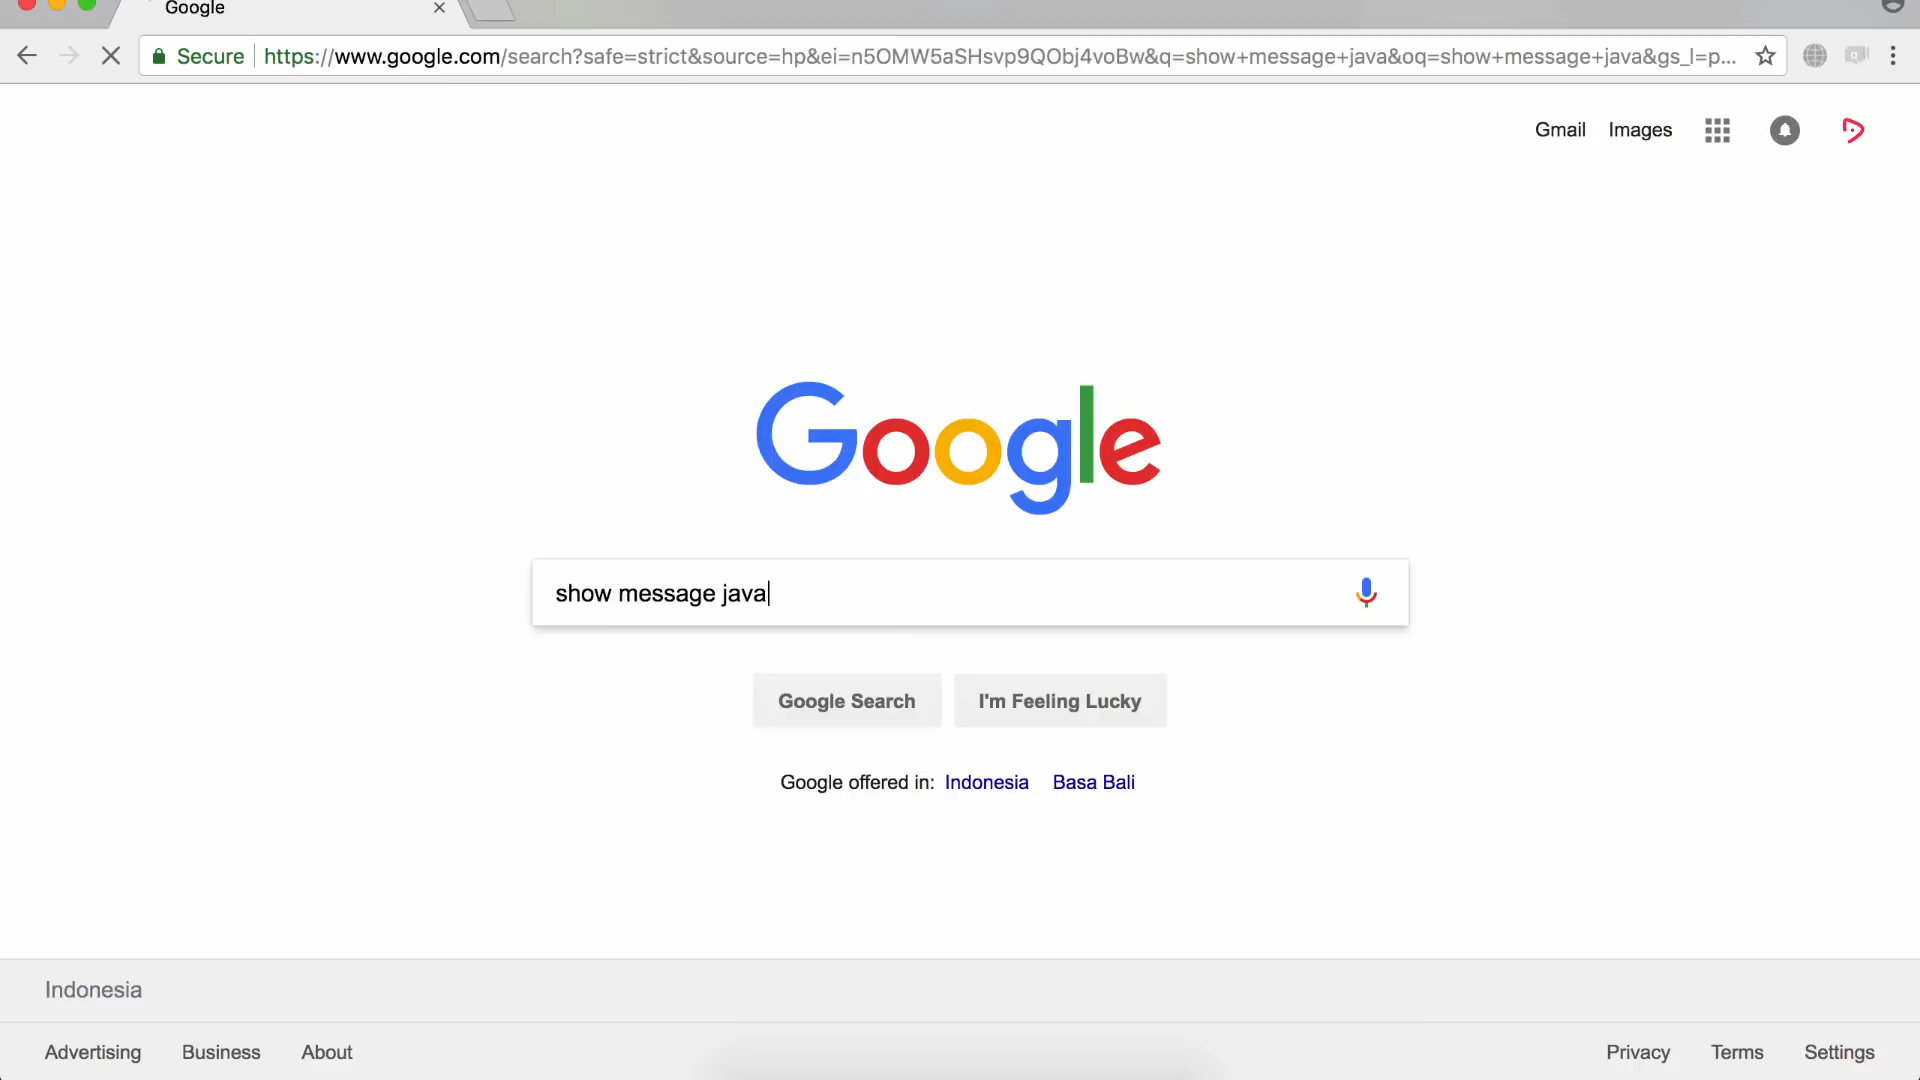 Google
Secure https://www.google.com/search?safe=strict&source=hp&ei=n5OMW5aSHsvp9QObj4voBw&q=show+message+java&oq=show+message+java&gs_l=p...
Gmail Images
Google
show message java
Google Search I'm Feeling Lucky
Google offered in: Indonesia Basa Bali
Indonesia
Advertising Business About Privacy Terms Settings